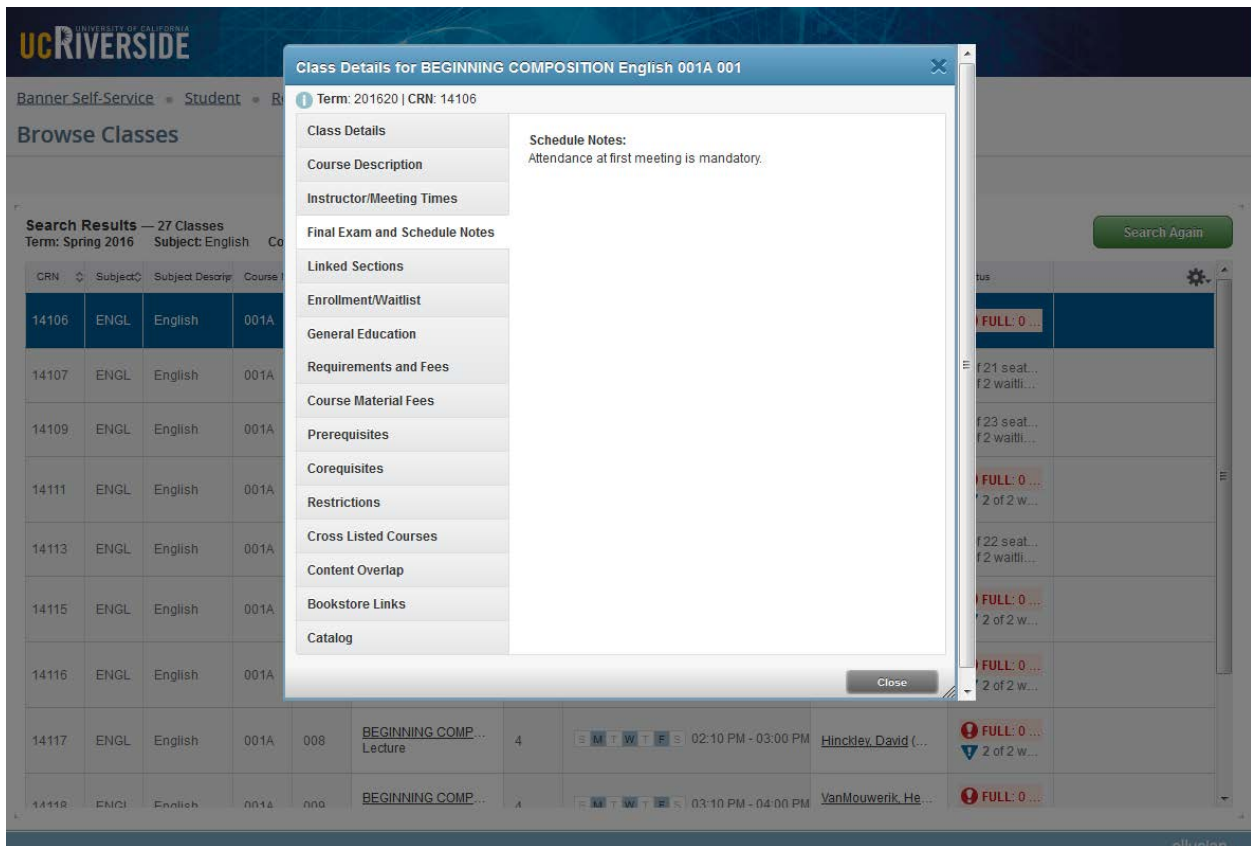 UNIVERSITY OF CALIFORNIA
UCRIVERSIDE
Class Details for BEGINNING COMPOSITION English 001A 001
Banner Self-Service Student
Term: 201620 | CRN: 14106
Browse Classes
Class Details
Course Description
Instructor/Meeting Times
Final Exam and Schedule Notes
Linked Sections
Enrollment/Waitlist
General Education
Requirements and Fees
Course Material Fees
Prerequisites
Corequisites
Restrictions
Cross Listed Courses
Content Overlap
Bookstore Links
Catalog
Schedule Notes:
Attendance at first meeting is mandatory.
Close
Search Results — 27 Classes
Term: Spring 2016 Subject: English Co
Search Again
CRN Subject Subject Descrip Course tus
14106 ENGL English 001A FULL: 0 ...
14107 ENGL English 001A f 21 seat...
f 2 waitli...
14109 ENGL English 001A f 23 seat...
f 2 waitli...
14111 ENGL English 001A FULL: 0 ...
2 of 2 w...
14113 ENGL English 001A f 22 seat...
f 2 waitli...
14115 ENGL English 001A FULL: 0 ...
2 of 2 w...
14116 ENGL English 001A FULL: 0 ...
2 of 2 w...
14117 ENGL English 001A 008 BEGINNING COMP... 4 S M T W T F S 02:10 PM - 03:00 PM Hinckley, David (... FULL: 0 ...
Lecture 2 of 2 w...
14118 ENGL English 001A 009 BEGINNING COMP... 4 S M T W T F S 03:10 PM - 04:00 PM VanMouwerik, He... FULL: 0 ...